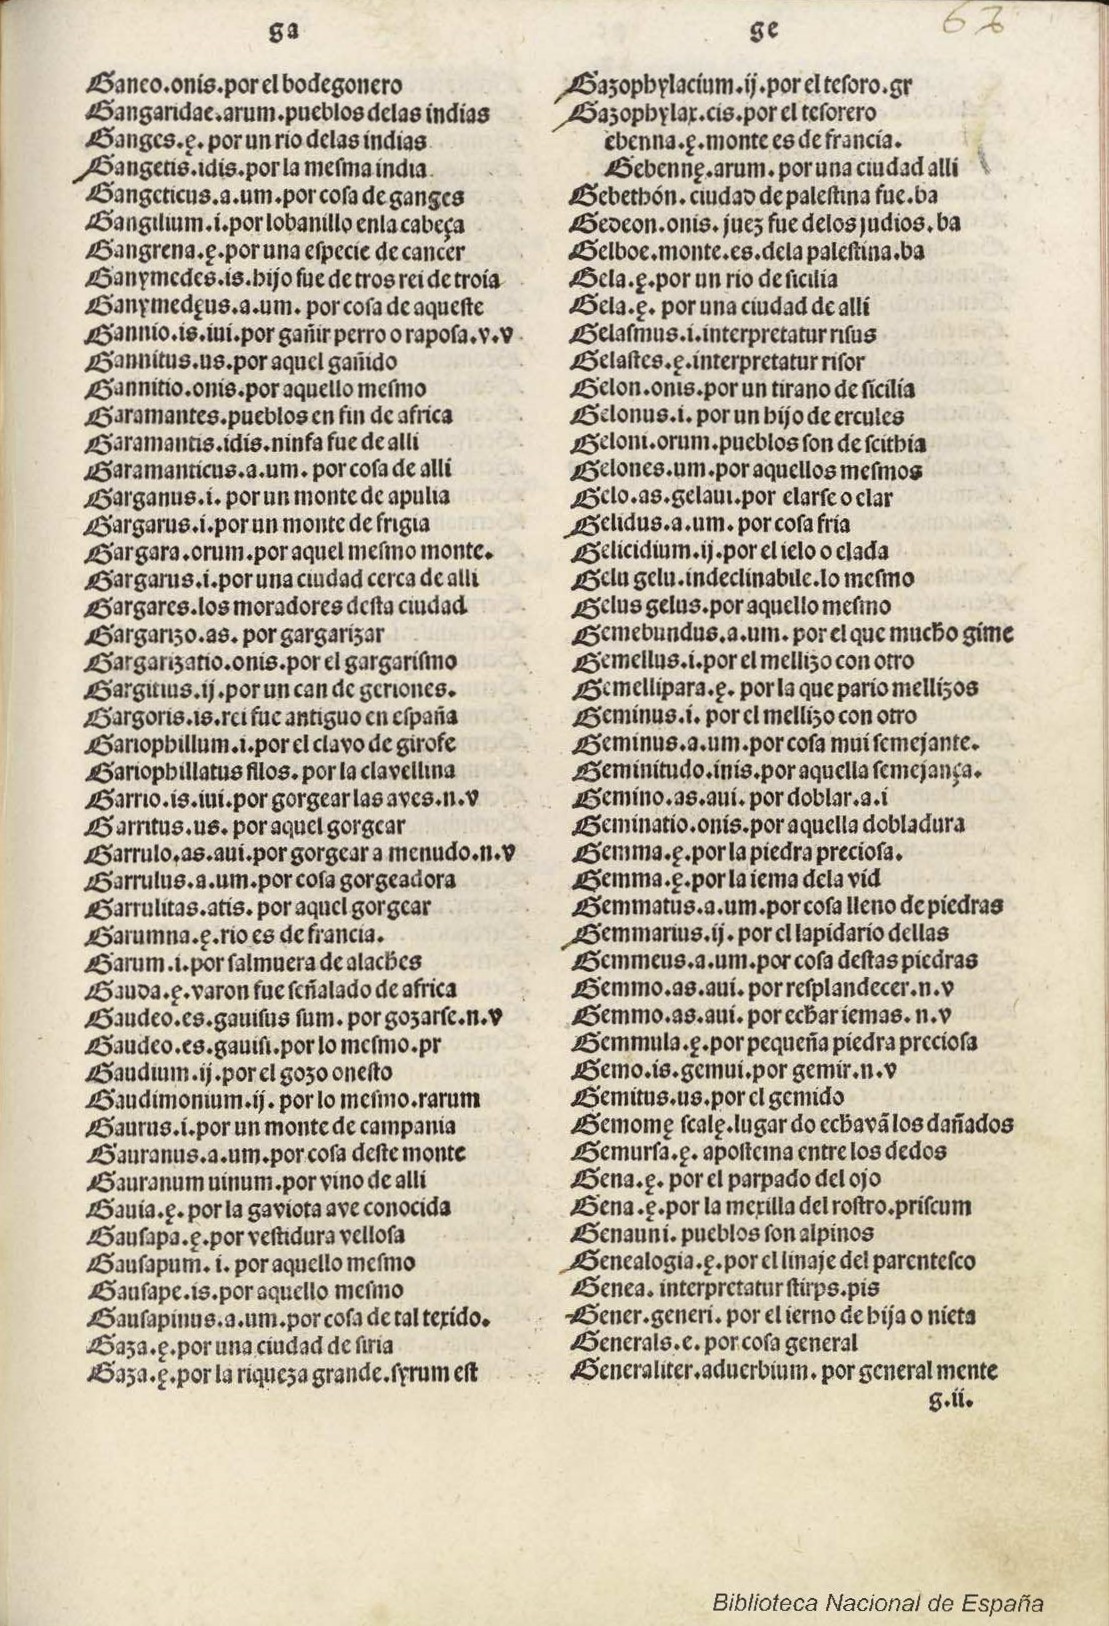 ga
Ganeo.onis.por el bodegonero
Gangaridae.arum.pueblos delas indias
Ganges.ę.por un rio delas indias
Gangetis.idis.por la mesma india
Gangeticus.a.um.por cosa de ganges
Gangilium.i.por lobanillo enla cabeça
Gangrena.ę.por una especie de cancer
Ganymedes.is.hijo fue de tros rei de troia
Ganymedęus.a.um. por cosa de aqueste
Gannio.is.iui.por gañir perro o raposa.v.v
Gannitus.us.por aquel gañido
Gannitio.onis.por aquello mesmo
Garamantes.pueblos en fin de africa
Garamantis.idis.ninfa fue de alli
Garamanticus.a.um. por cosa de alli
Garganus.i. por un monte de apulia
Gargarus.i.por un monte de frigia
Gargara.orum.por aquel mesmo monte.
Gargarus.i.por una ciudad cerca de alli
Gargares.los moradores desta ciudad
Gargarizo.as. por gargarizar
Gargarizatio.onis.por el gargarismo
Gargitius.ij.por un can de geriones.
Gargoris.is.rei fue antiguo en españa
Gariophillum.i.por el clavo de girofe
Gariophillatus filos. por la clavellina
Garrio.is.iui.por gorgear las aves.n.v
Garritus.us. por aquel gorgear
Garrulo.as.aui.por gorgear a menudo.n.v
Garrulus.a.um.por cosa gorgeadora
Garrulitas.atis. por aquel gorgear
Garumna.ę.rio es de francia.
Garum.i.por salmuera de alaches
Gauda.ę.varon fue señalado de africa
Gaudeo.es.gauisus sum. por gozarse.n.v
Gaudeo.es.gauisi.por lo mesmo.pr
Gaudium.ij.por el gozo onesto
Gaudimonium.ij. por lo mesmo.rarum
Gaurus.i.por un monte de campania
Gauranus.a.um.por cosa deste monte
Gauranum uinum.por vino de alli
Gauia.ę.por la gaviota ave conocida
Gausapa.ę.por vestidura vellosa
Gausapum. i. por aquello mesmo
Gausape.is.por aquello mesmo
Gausapinus.a.um.por cosa de tal texido.
Gaza.ę.por una ciudad de siria
Gaza.ę.por la riqueza grande.syrum est
ge
Gazophylacium.ij.por el tesoro.gr
Gazophylax.cis.por el tesorero
ebenna.ę.monte es de francia.
Gebennę.arum. por una ciudad alli
Gebethón. ciudad de palestina fue.ba
Gedeon.onis. juez fue delos judios.ba
Gelboe.monte.es.dela palestina.ba
Gela.ę.por un rio de sicilia
Gela.ę. por una ciudad de alli
Gelasmus.i.interpretatur risus
Gelastes.ę.interpretatur risor
Gelon.onis.por un tirano de sicilia
Gelonus.i. por un hijo de ercules
Geloni.orum.pueblos son de scithia
Gelones.um.por aquellos mesmos
Gelo.as.gelaui.por elarse o elar
Gelidus.a.um. por cosa fria
Gelicidium.ij.por el ielo o elada
Gelu gelu.indeclinabile.lo mesmo
Gelus gelus.por aquello mesmo
Gemebundus.a.um. por el que mucho gime
Gemellus.i.por el mellizo con otro
Gemellipara.ę. por la que pario mellizos
Geminus.i. por el mellizo con otro
Geminus.a.um.por cosa mui semejante.
Geminitudo.inis.por aquella semejança.
Gemino.as.aui. por doblar.a.i
Geminatio.onis.por aquella dobladura
Gemma.ę.por la piedra preciosa.
Gemma.ę.por la iema dela vid
Gemmatus.a.um.por cosa lleno de piedras
Gemmarius.ij. por el lapidario dellas
Gemmeus.a.um.por cosa destas piedras
Gemmo.as.aui. por resplandecer.n.v
Gemmo.as.aui. por echar iemas. n.v
Gemmula.ę.por pequeña piedra preciosa
Gemo.is.gemui.por gemir.n.v
Gemitus.us.por el gemido
Gemomę scalę.lugar do echavã los dañados
Gemursa.ę. apostema entre los dedos
Gena.ę. por el parpado del ojo
Gena.ę.por la mexilla del rostro.priscum
Genauni. pueblos son alpinos
Genealogia.ę.por el linaje del parentesco
Genea. interpretatur stirps.pis
Gener.generi. por el ierno de hija o nieta
Generals.e. por cosa general
Generaliter.aduerbium. por general mente
g.ii.
Biblioteca Nacional de España